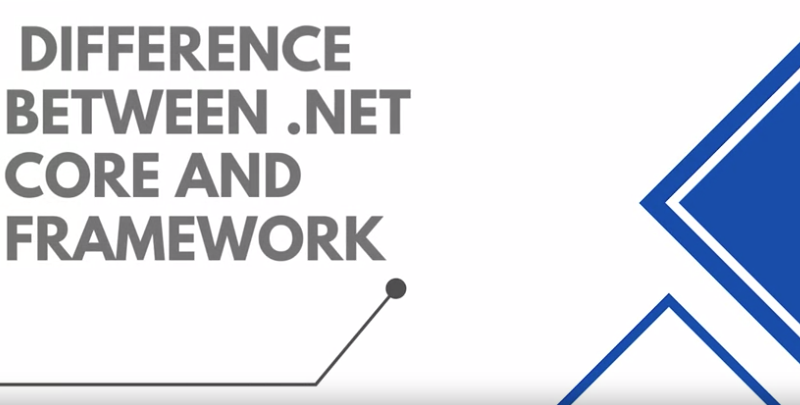 DIFFERENCE
BETWEEN .NET
CORE AND
FRAMEWORK